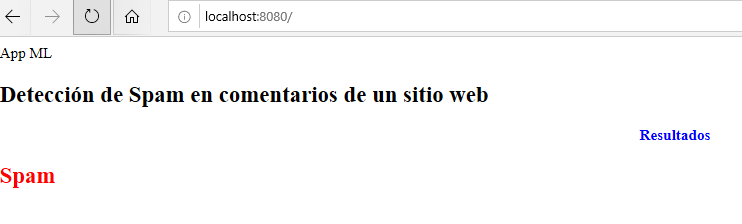 localhost:8080/
App ML
Detección de Spam en comentarios de un sitio web
Resultados
Spam